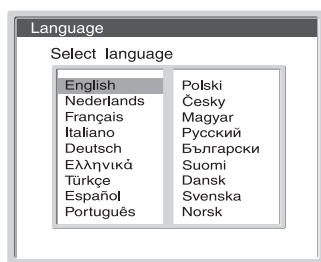 Language
Select language
English
Nederlands
Français
Italiano
Deutsch
Ελληνικά
Türkçe
Español
Português
Polski
Česky
Magyar
Русский
Български
Suomi
Dansk
Svenska
Norsk